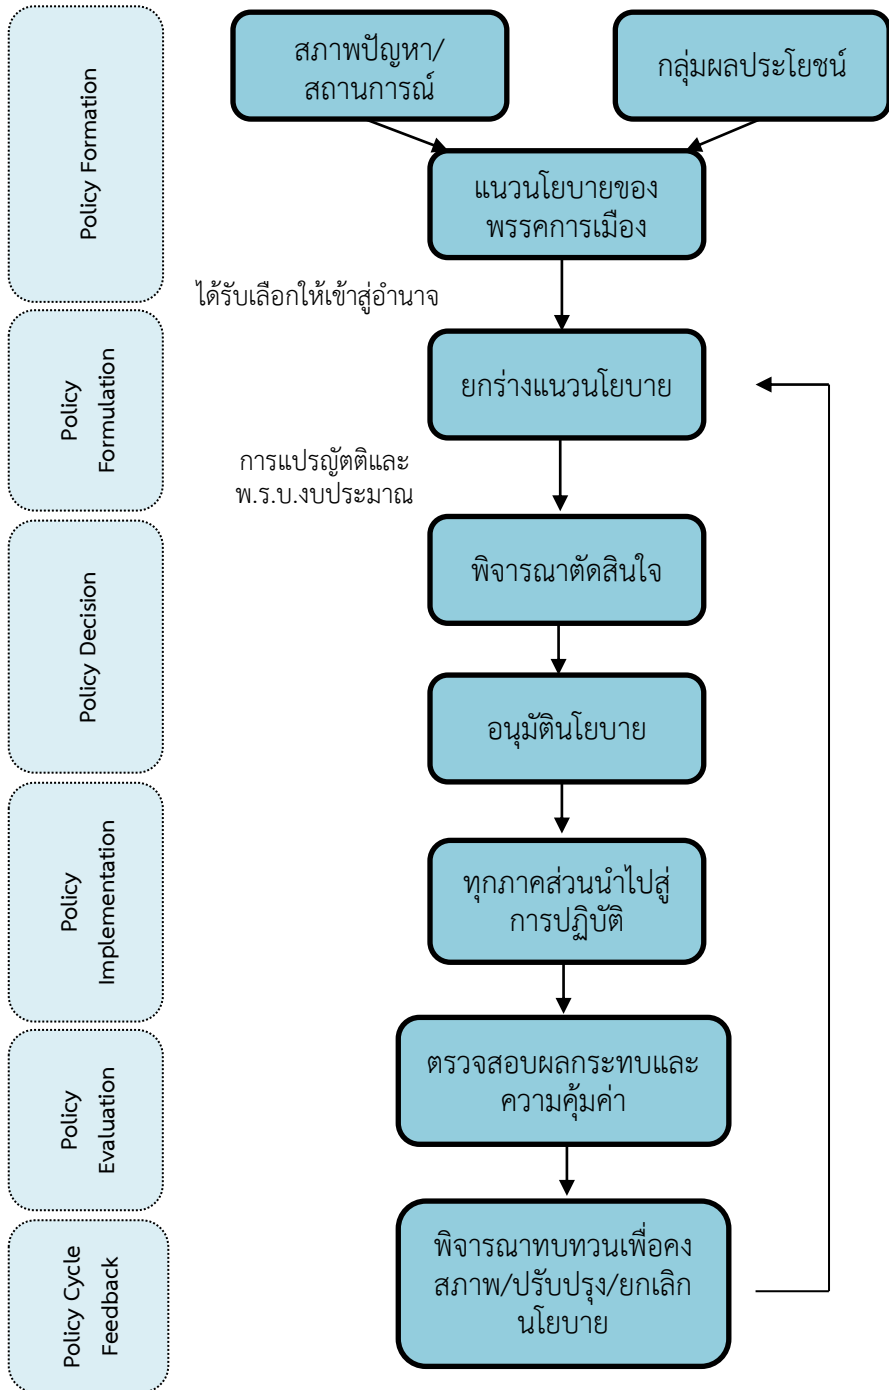 Policy Formation
สภาพปัญหา/
สถานการณ์
กลุ่มผลประโยชน์
แนวนโยบายของ
พรรคการเมือง
ได้รับเลือกให้เข้าสู่อำนาจ
Policy
Formulation
ยกร่างแนวนโยบาย
การแปรญัตติและ
พ.ร.บ.งบประมาณ
Policy Decision
พิจารณาตัดสินใจ
อนุมัตินโยบาย
Policy
Implementation
ทุกภาคส่วนนำไปสู่
การปฏิบัติ
Policy
Evaluation
ตรวจสอบผลกระทบและ
ความคุ้มค่า
Policy Cycle
Feedback
พิจารณาทบทวนเพื่อคง
สภาพ/ปรับปรุง/ยกเลิก
นโยบาย